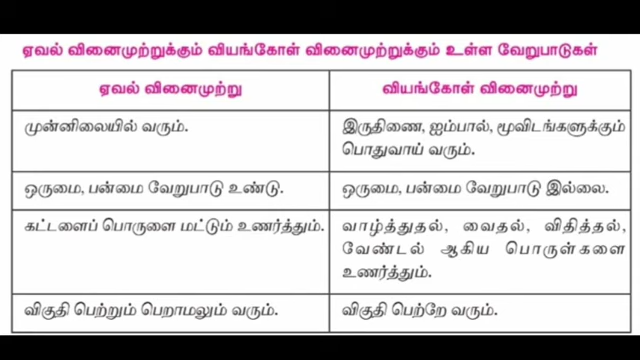 ஏவல் வினைமுற்றுக்கும் வியங்கோள் வினைமுற்றுக்கும் உள்ள வேறுபாடுகள்
ஏவல் வினைமுற்று
வியங்கோள் வினைமுற்று
முன்னிலையில் வரும்.
இருதிணை, ஐம்பால், மூவிடங்களுக்கும்
பொதுவாய் வரும்.
ஒருமை, பன்மை வேறுபாடு உண்டு.
ஒருமை, பன்மை வேறுபாடு இல்லை.
கட்டளைப் பொருளை மட்டும் உணர்த்தும்.
வாழ்த்துதல், வைதல், விதித்தல்,
வேண்டல் ஆகிய பொருள்களை
உணர்த்தும்.
விகுதி பெற்றும் பெறாமலும் வரும்.
விகுதி பெற்றே வரும்.